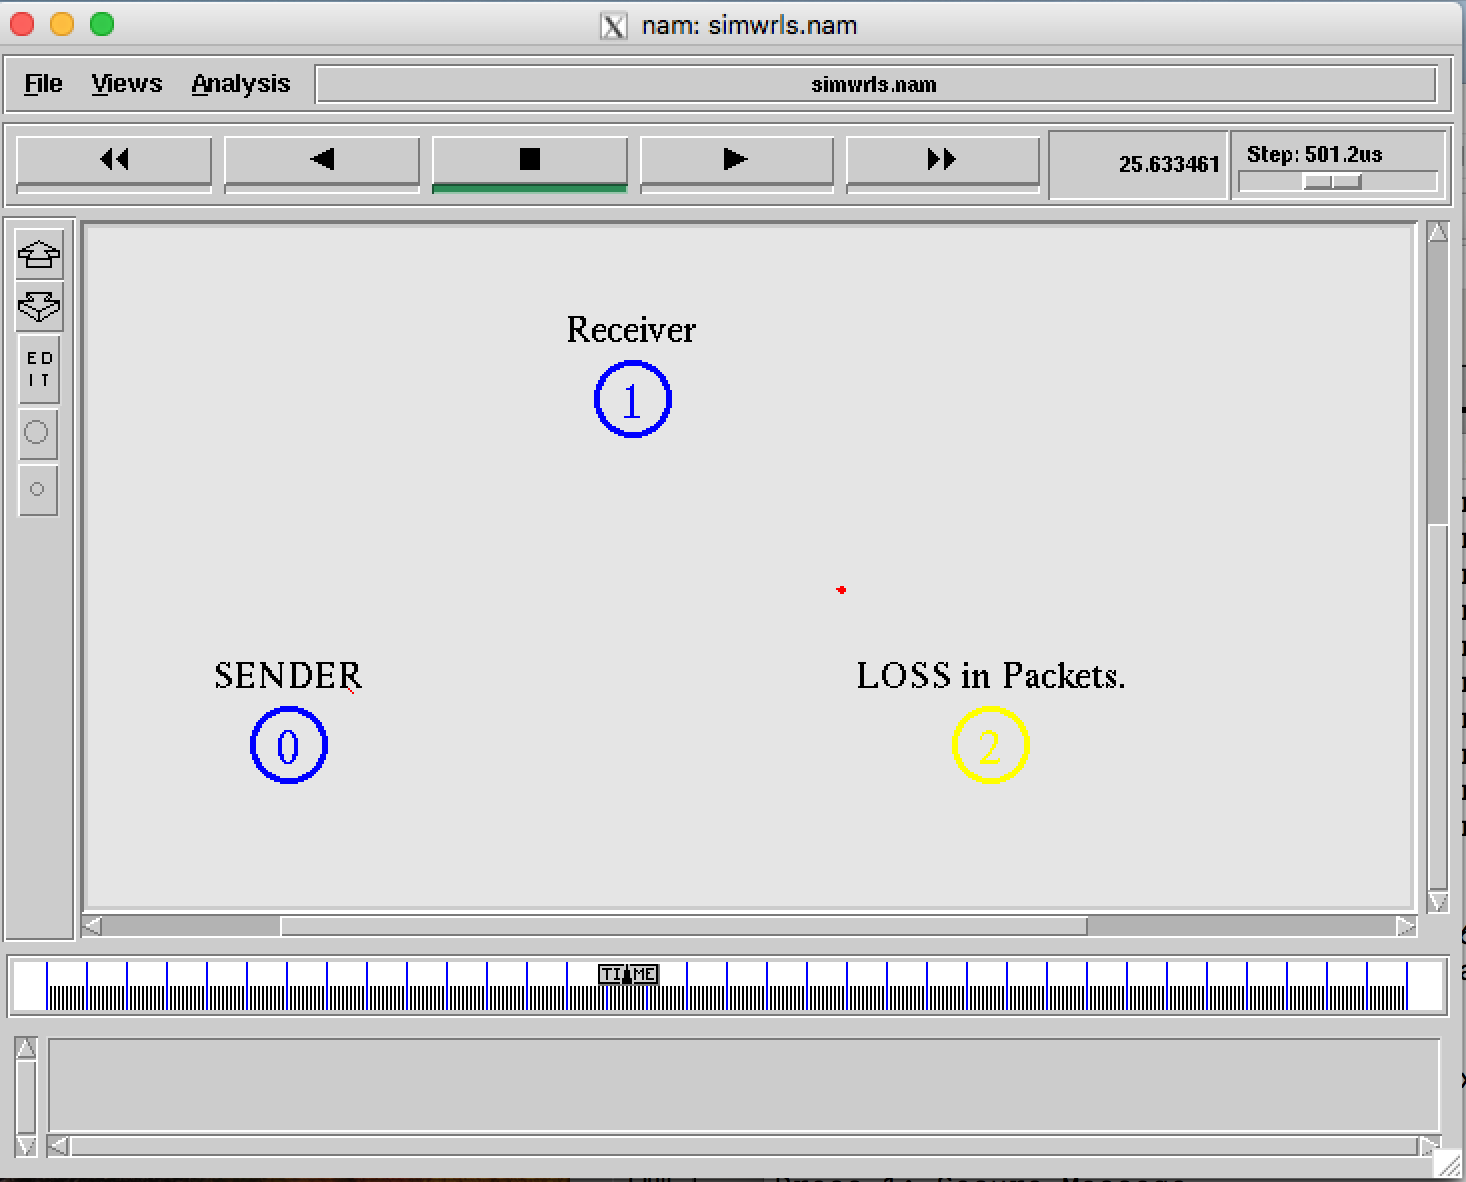 nam: simwrls.nam
File Views Analysis simwrls.nam
25.633461 Step: 501.2us
ED
IT
Receiver
1
SENDER
0
LOSS in Packets.
2
TIME